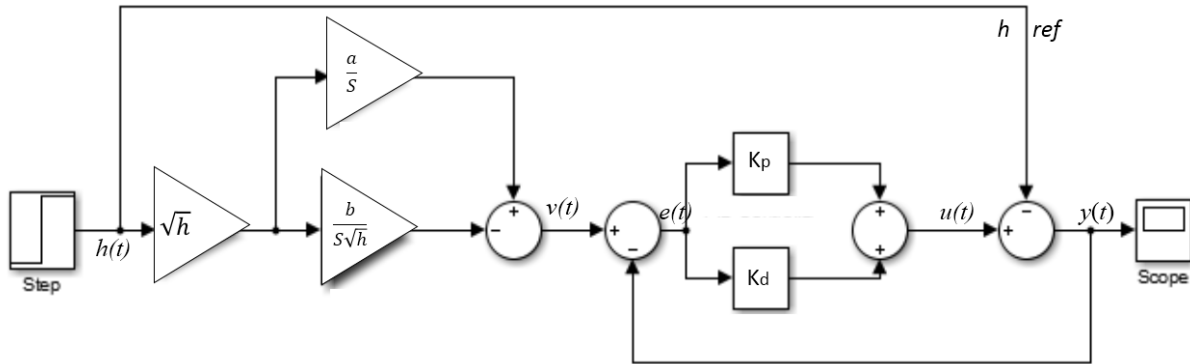 h ref
a
S
Kp
√h
b
S√h
+
−
v(t)
+
−
e(t)
+
+
u(t)
−
+
y(t)
h(t)
Step
Kd
Scope